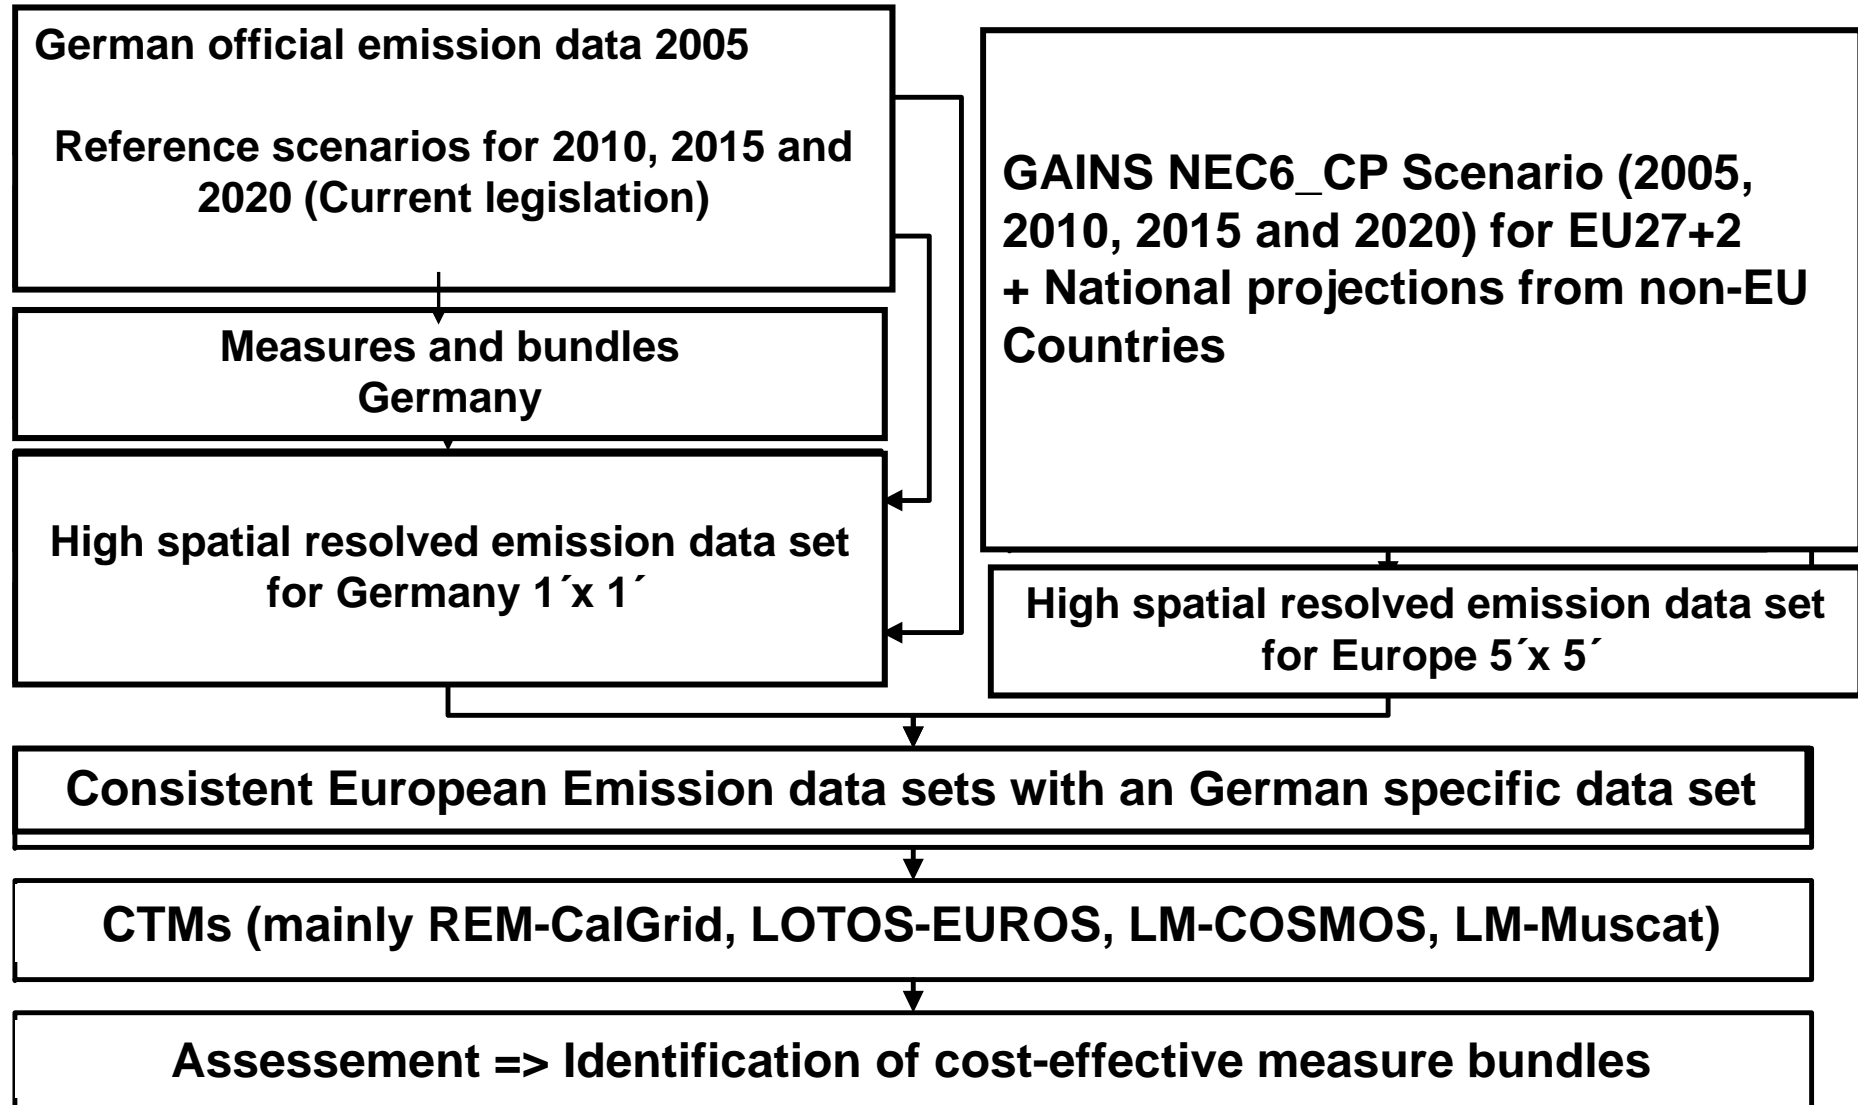 German official emission data 2005
Reference scenarios for 2010, 2015 and
2020 (Current legislation)
Measures and bundles
Germany
High spatial resolved emission data set
for Germany 1´x 1´
GAINS NEC6_CP Scenario (2005,
2010, 2015 and 2020) for EU27+2
+ National projections from non-EU
Countries
High spatial resolved emission data set
for Europe 5´x 5´
Consistent European Emission data sets with an German specific data set
CTMs (mainly REM-CalGrid, LOTOS-EUROS, LM-COSMOS, LM-Muscat)
Assessement => Identification of cost-effective measure bundles